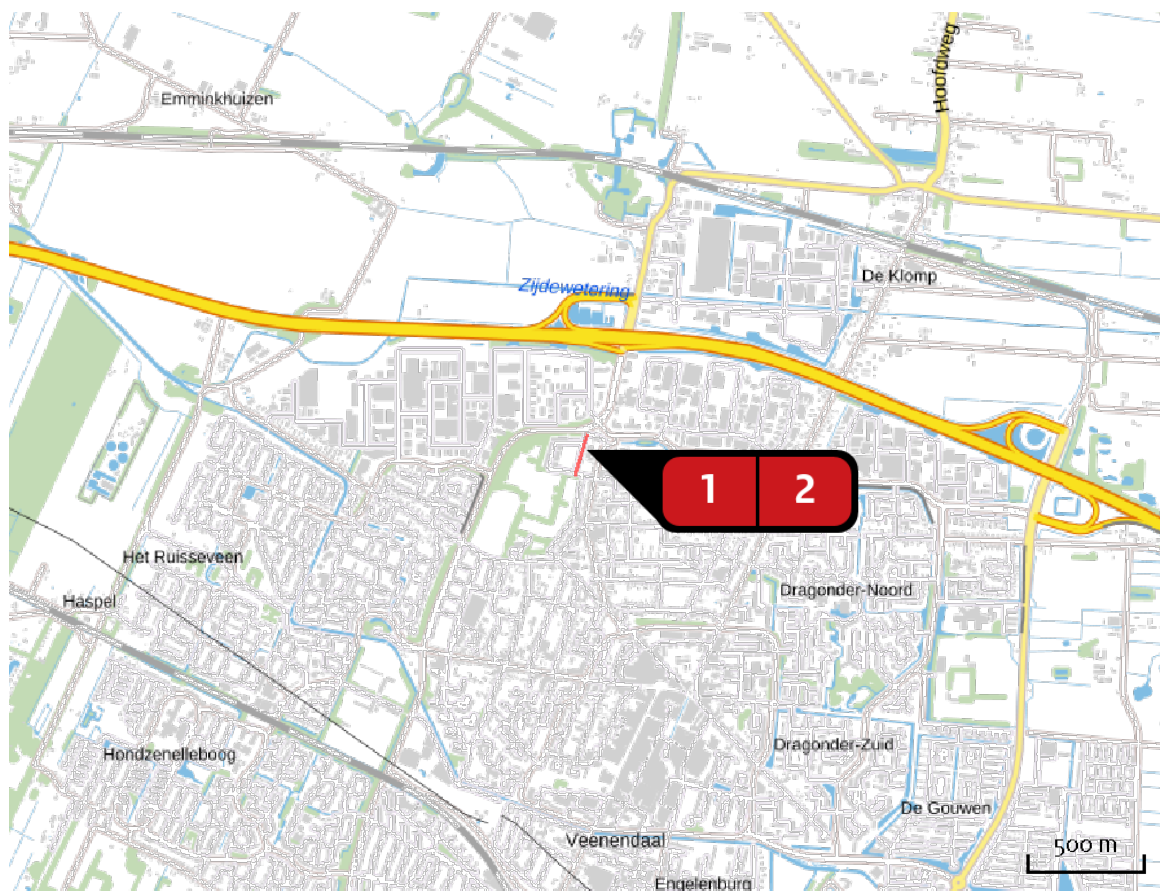 Hoofdweg
Emminkhuizen
De Klomp
Zijdewetering
1 2
Het Ruisseveen
Haspel
Dragonder-Noord
Hondzenelleboog
Dragonder-Zuid
De Gouwen
Veenendaal
500 m
Engelenburg